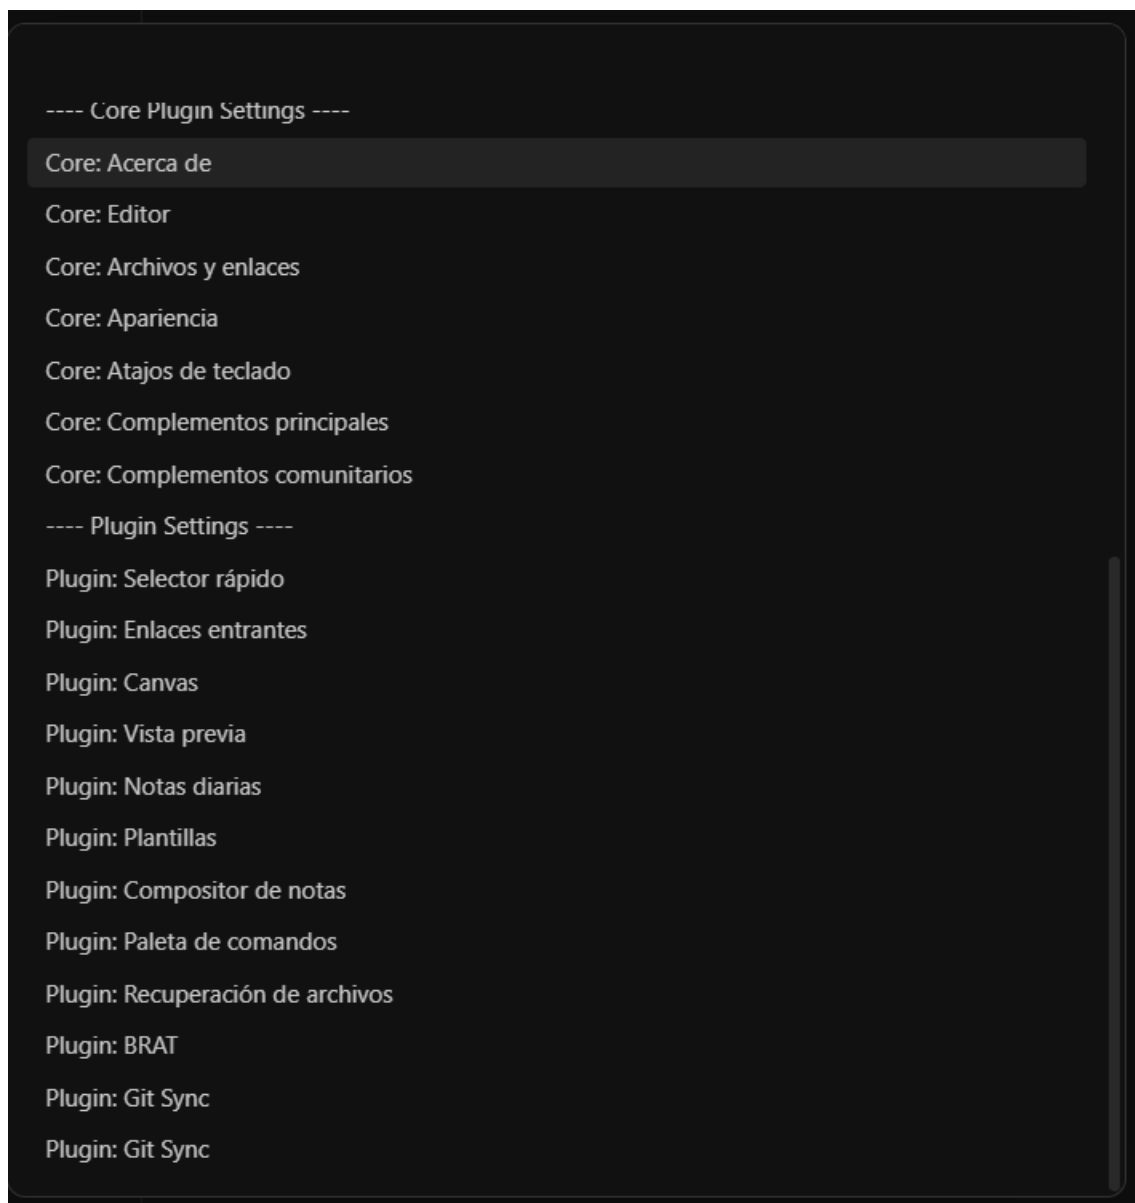 ---- Core Plugin Settings ----
Core: Acerca de
Core: Editor
Core: Archivos y enlaces
Core: Apariencia
Core: Atajos de teclado
Core: Complementos principales
Core: Complementos comunitarios
---- Plugin Settings ----
Plugin: Selector rápido
Plugin: Enlaces entrantes
Plugin: Canvas
Plugin: Vista previa
Plugin: Notas diarias
Plugin: Plantillas
Plugin: Compositor de notas
Plugin: Paleta de comandos
Plugin: Recuperación de archivos
Plugin: BRAT
Plugin: Git Sync
Plugin: Git Sync